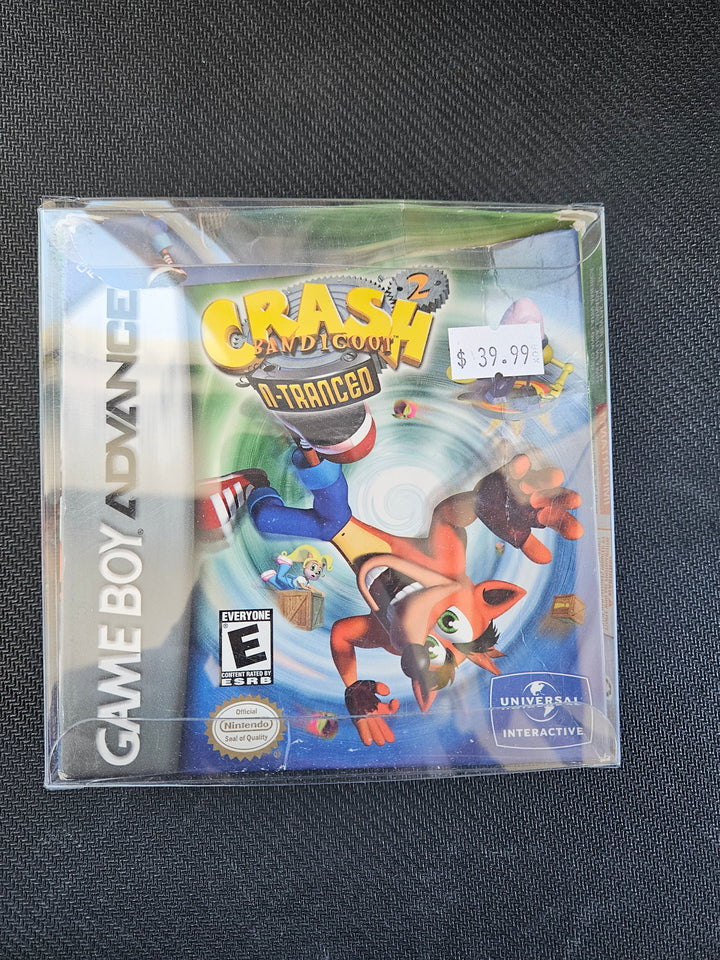 GAME BOY ADVANCE
CRASH 2
BANDICOOT
N-TRANCED
$ 39.99
EVERYONE
E
CONTENT RATED BY
ESRB
Official
Nintendo
Seal of Quality
UNIVERSAL
INTERACTIVE